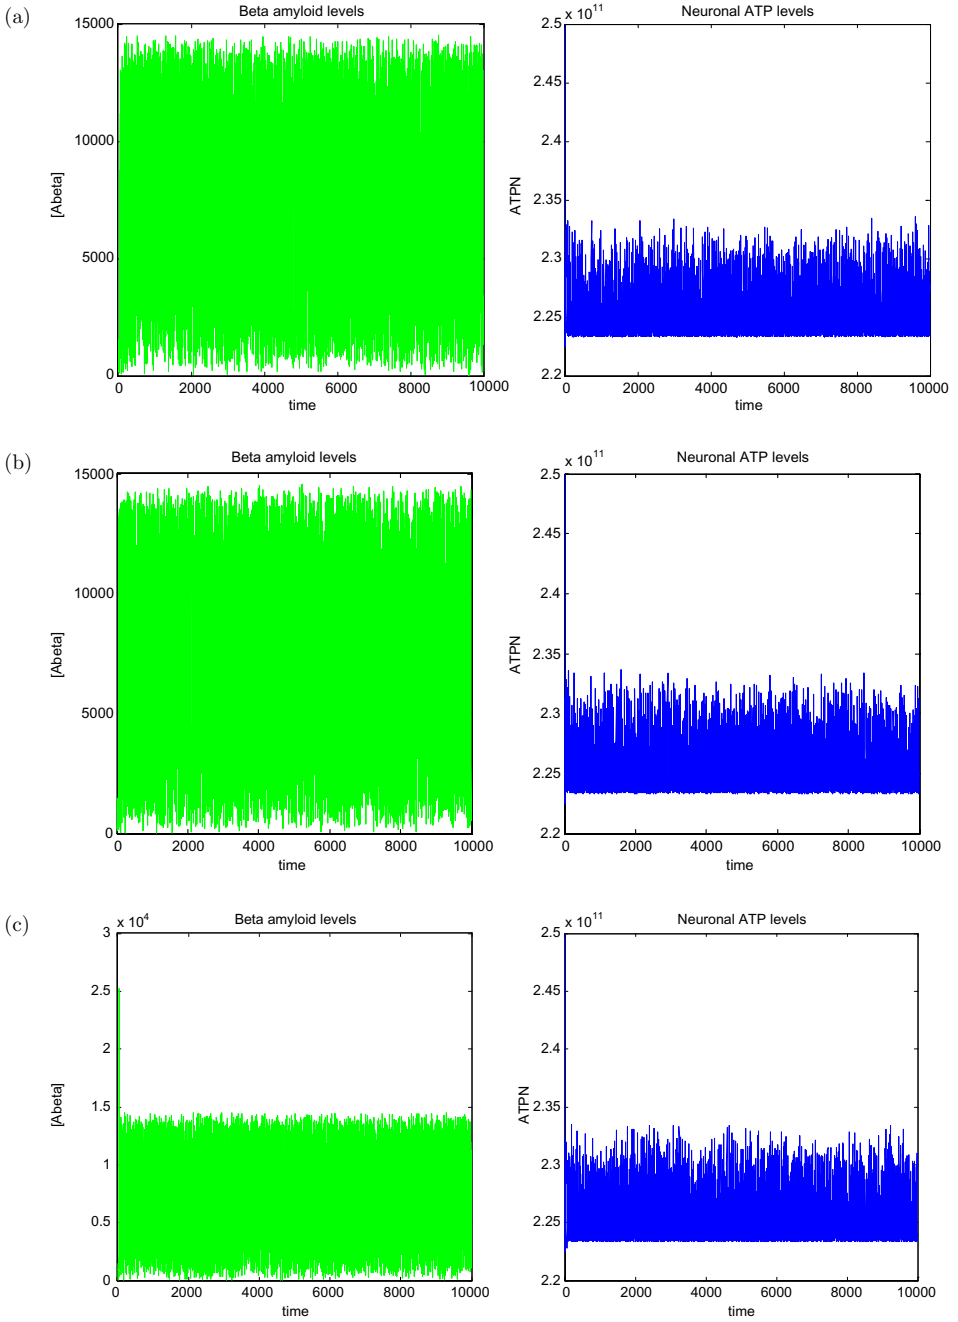 (a)
Beta amyloid levels
15000
10000
5000
0
[Abeta]
0 2000 4000 6000 8000 10000
time
Neuronal ATP levels
x 10^11
2.5
2.45
2.4
2.35
2.3
2.25
2.2
ATPN
0 2000 4000 6000 8000 10000
time
(b)
Beta amyloid levels
15000
10000
5000
0
[Abeta]
0 2000 4000 6000 8000 10000
time
Neuronal ATP levels
x 10^11
2.5
2.45
2.4
2.35
2.3
2.25
2.2
ATPN
0 2000 4000 6000 8000 10000
time
(c)
Beta amyloid levels
x 10^4
3
2.5
2
1.5
1
0.5
0
[Abeta]
0 2000 4000 6000 8000 10000
time
Neuronal ATP levels
x 10^11
2.5
2.45
2.4
2.35
2.3
2.25
2.2
ATPN
0 2000 4000 6000 8000 10000
time